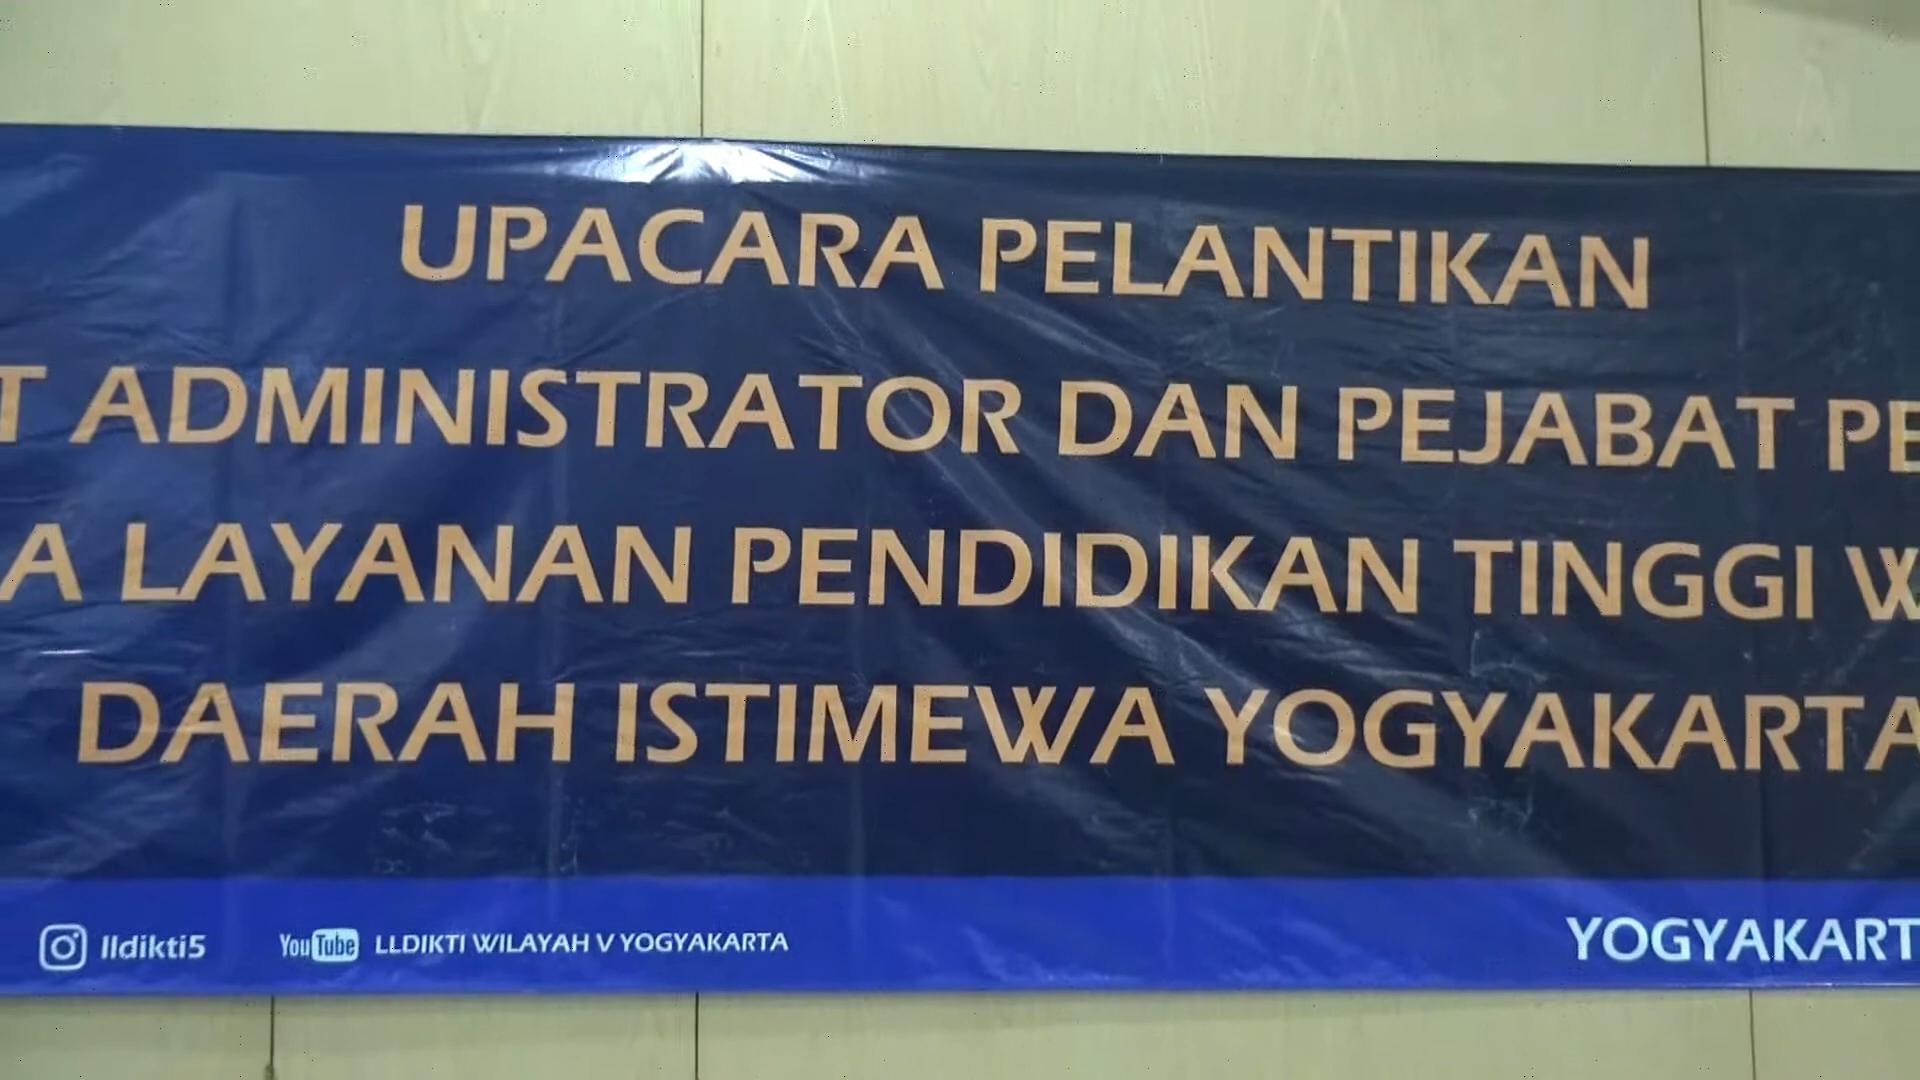 UPACARA PELANTIKAN
T ADMINISTRATOR DAN PEJABAT PE
A LAYANAN PENDIDIKAN TINGGI W
DAERAH ISTIMEWA YOGYAKARTA
lldikti5 YouTube LLDIKTI WILAYAH V YOGYAKARTA YOGYAKART